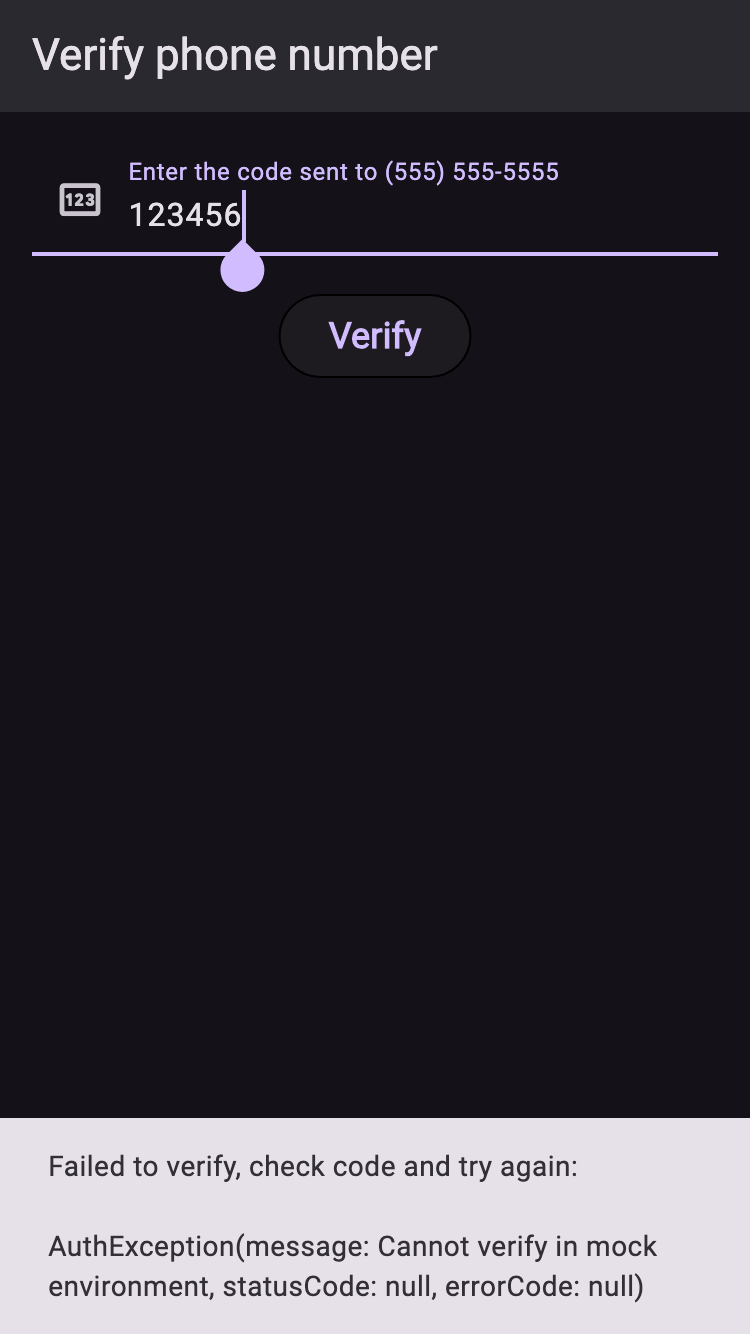 Verify phone number
Enter the code sent to (555) 555-5555
123
123456
Verify
Failed to verify, check code and try again:
AuthException(message: Cannot verify in mock
environment, statusCode: null, errorCode: null)